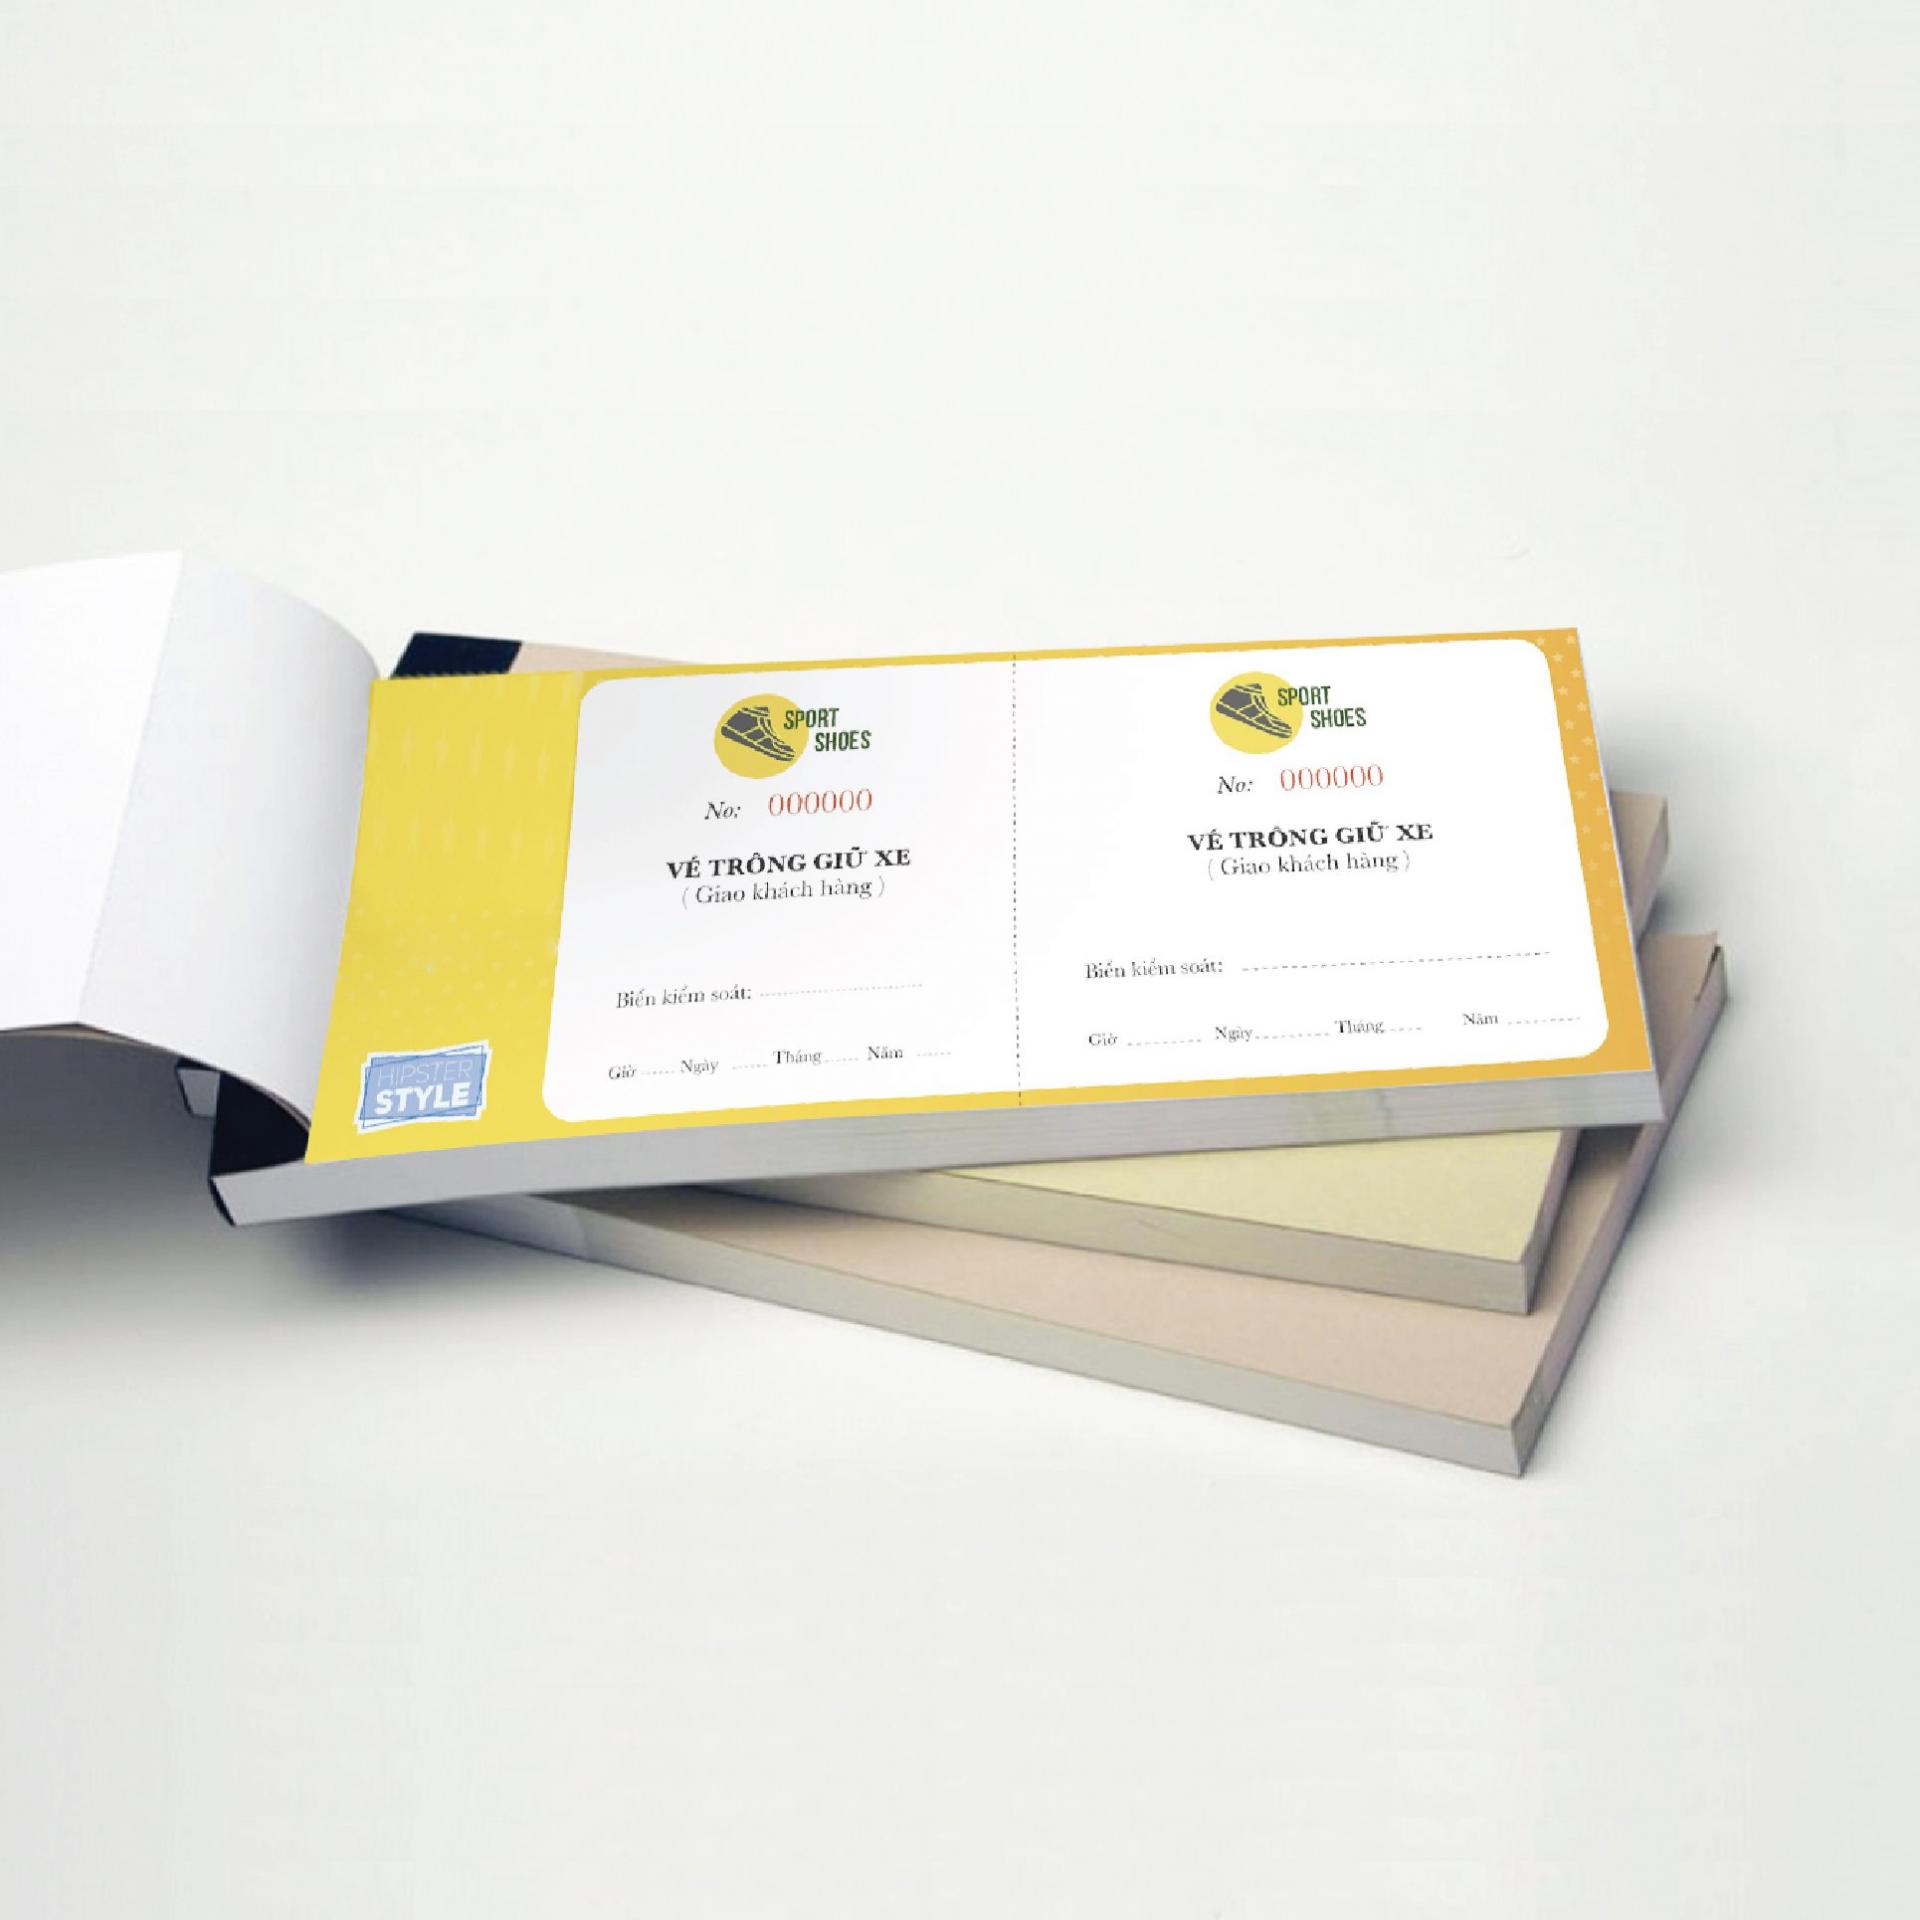 SPORT
SHOES
No: 000000
VÉ TRÔNG GIỮ XE
( Giao khách hàng )
Biển kiểm soát:
Giờ ...... Ngày ...... Tháng ...... Năm ......
HIPSTER
STYLE
SPORT
SHOES
No: 000000
VÉ TRÔNG GIỮ XE
( Giao khách hàng )
Biển kiểm soát:
Giờ ...... Ngày ...... Tháng ...... Năm ......